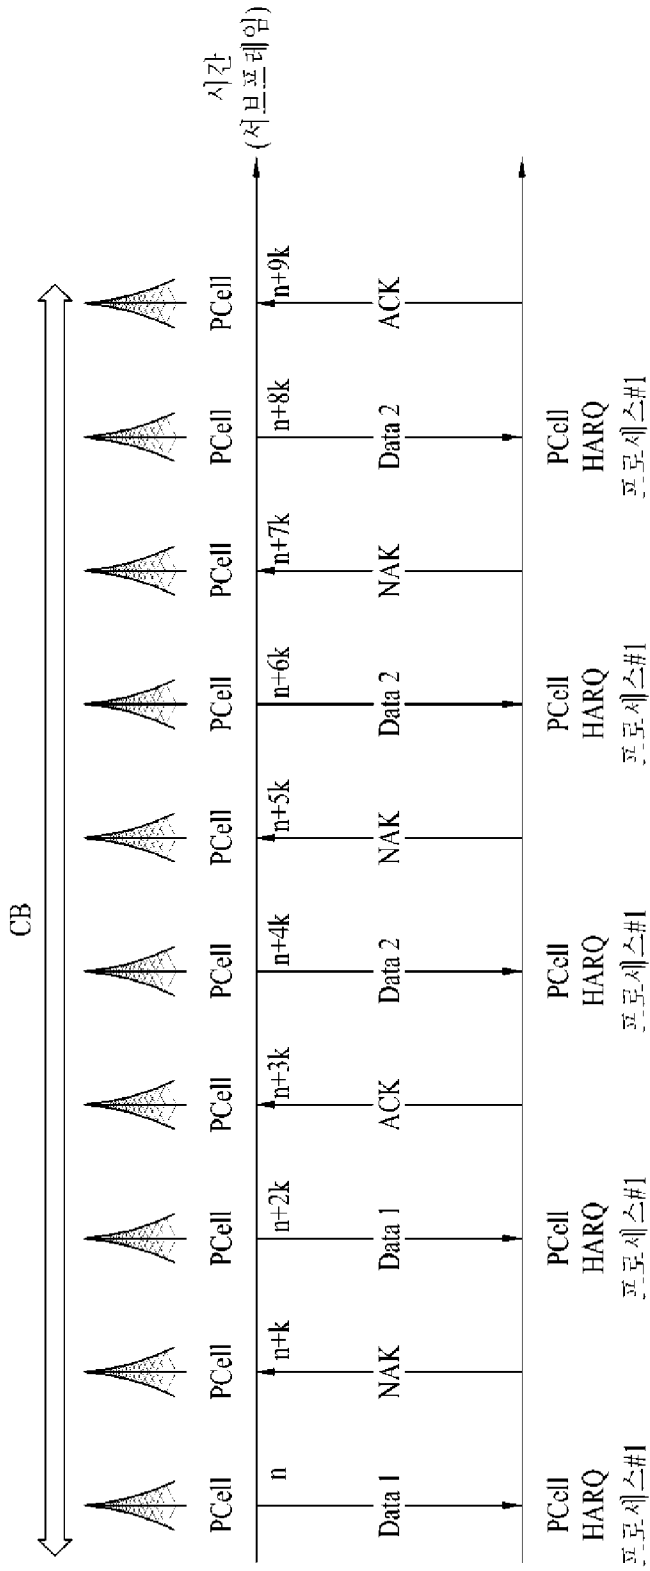 CB
PCell PCell PCell PCell PCell PCell PCell PCell PCell PCell
시간
(서브프레임)
n n+k n+2k n+3k n+4k n+5k n+6k n+7k n+8k n+9k
Data 1 NAK Data 1 ACK Data 2 NAK Data 2 NAK Data 2 ACK
PCell PCell PCell PCell PCell
HARQ HARQ HARQ HARQ HARQ
프로세스#1 프로세스#1 프로세스#1 프로세스#1 프로세스#1